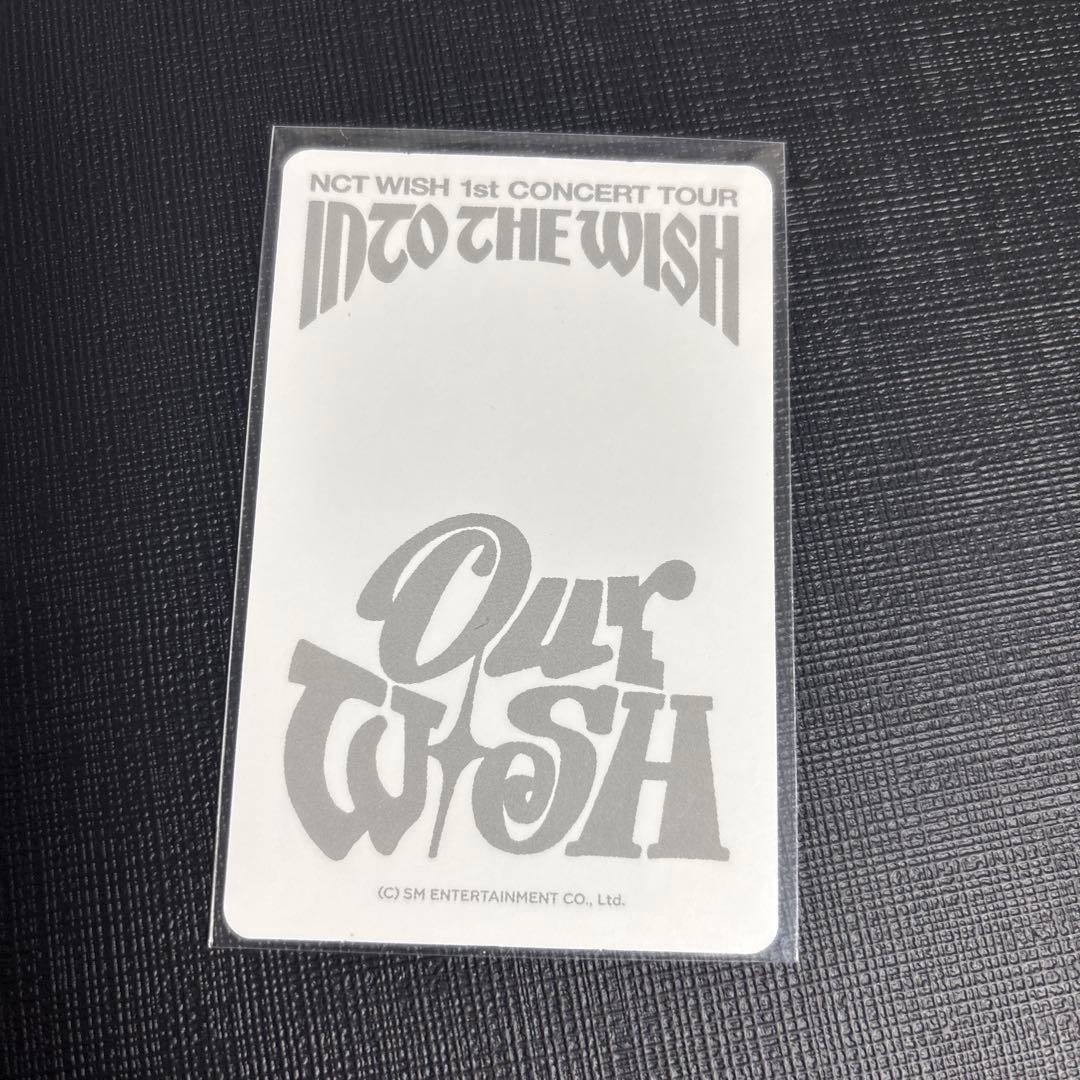 NCT WISH 1st CONCERT TOUR
INTO THE WISH
Our
WiSH
(C) SM ENTERTAINMENT CO., Ltd.